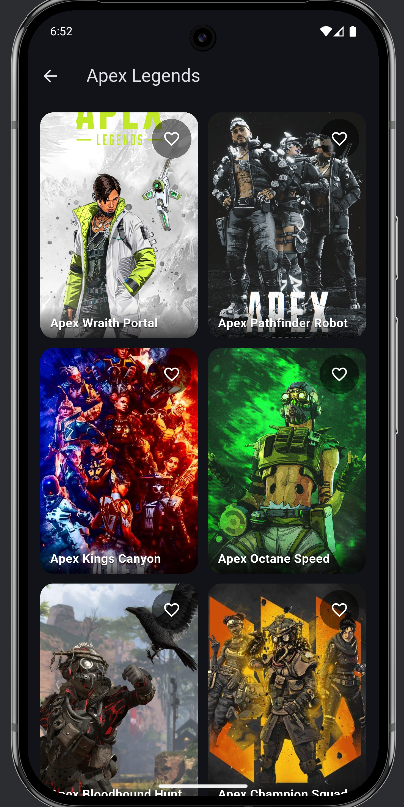 6:52
Apex Legends
APEX
LEGENDS
Apex Wraith Portal
APEX
Apex Pathfinder Robot
Apex Kings Canyon
Apex Octane Speed
Apex Bloodhound Hunt
Apex Champion Squad